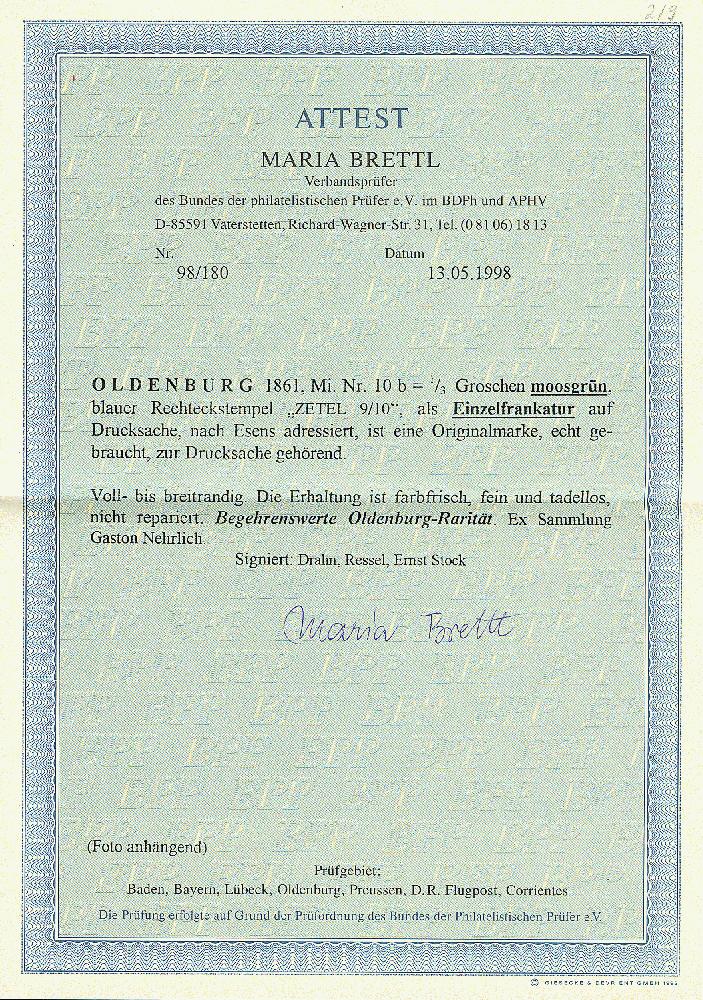 213
ATTEST
MARIA BRETTL
Verbandsprüfer
des Bundes der philatelistischen Prüfer e.V. im BDPh und APHV
D-85591 Vaterstetten, Richard-Wagner-Str. 31, Tel. (0 81 06) 18 13
Nr. Datum
98/180 13.05.1998
OLDENBURG 1861. Mi. Nr. 10 b = 1/3 Groschen moosgrün,
blauer Rechteckstempel „ZETEL 9/10“, als Einzelfrankatur auf
Drucksache, nach Esens adressiert, ist eine Originalmarke, echt ge-
braucht, zur Drucksache gehörend.
Voll- bis breitrandig. Die Erhaltung ist farbfrisch, fein und tadellos,
nicht repariert. Begehrenswerte Oldenburg-Rarität. Ex Sammlung
Gaston Nehrlich
Signiert: Drahn, Ressel, Ernst Stock
Maria Brettl
(Foto anhängend)
Prüfgebiet:
Baden, Bayern, Lübeck, Oldenburg, Preussen, D.R. Flugpost, Corrientes
Die Prüfung erfolgte auf Grund der Prüfordnung des Bundes der Philatelistischen Prüfer e.V.
© GIESECKE & DEVRIENT GMBH